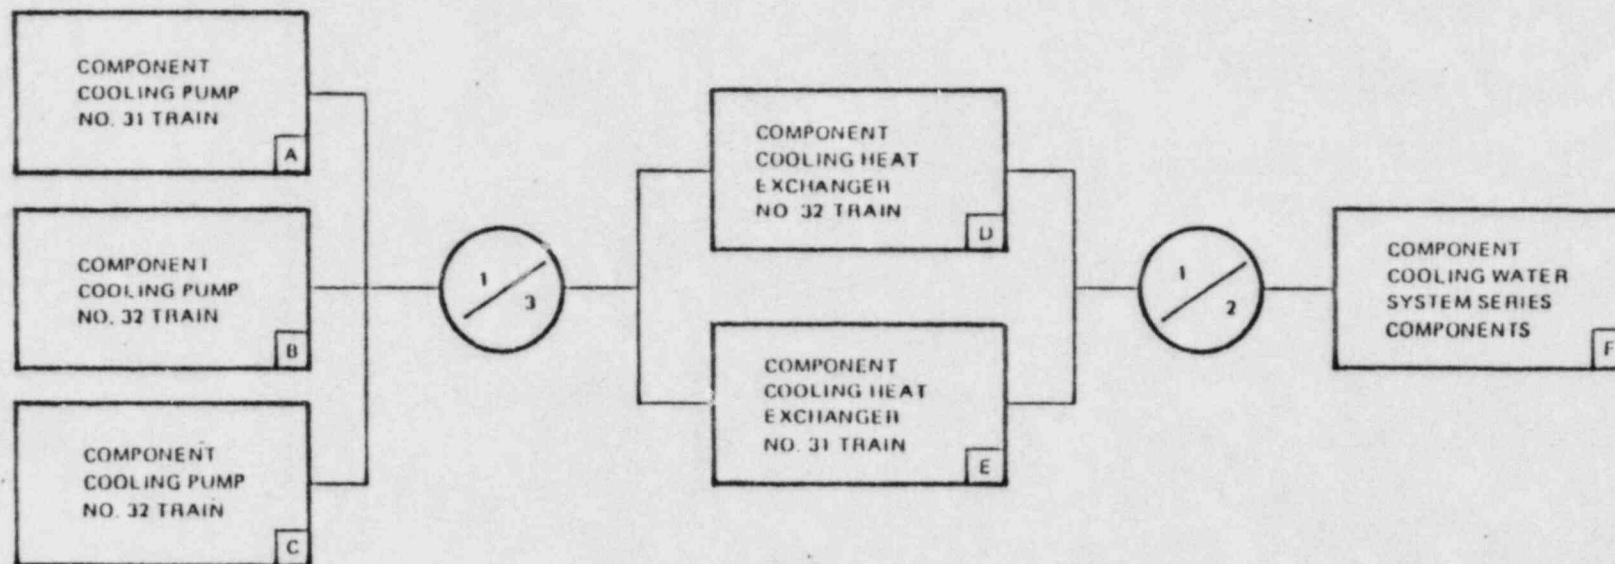 COMPONENT
COOLING PUMP
NO. 31 TRAIN
A
COMPONENT
COOLING PUMP
NO. 32 TRAIN
B
COMPONENT
COOLING PUMP
NO. 32 TRAIN
C
1/3
COMPONENT
COOLING HEAT
EXCHANGER
NO 32 TRAIN
D
COMPONENT
COOLING HEAT
EXCHANGER
NO. 31 TRAIN
E
1/2
COMPONENT
COOLING WATER
SYSTEM SERIES
COMPONENTS
F